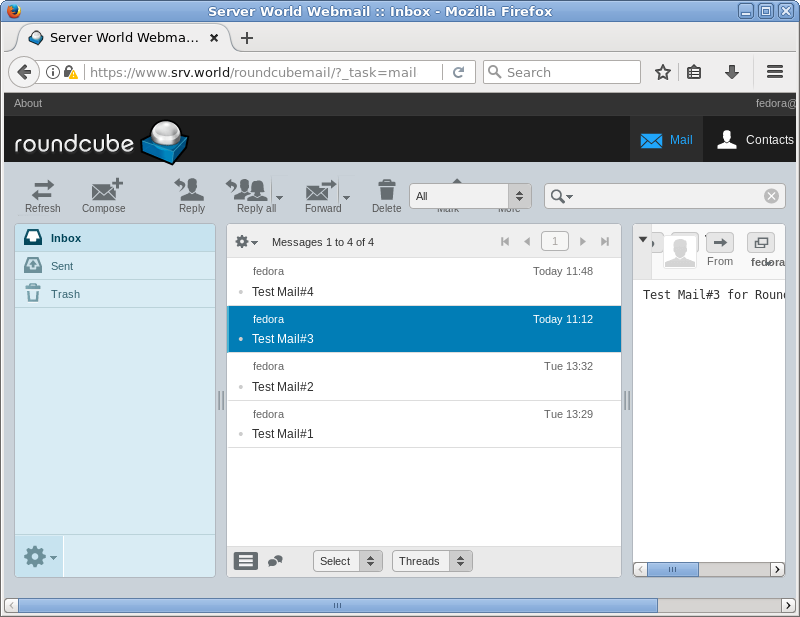 Server World Webmail :: Inbox - Mozilla Firefox
Server World Webma...
https://www.srv.world/roundcubemail/?_task=mail
Search
About
fedora@
roundcube
Mail
Contacts
Refresh
Compose
Reply
Reply all
Forward
Delete
All
Mark
More
Inbox
Sent
Trash
Messages 1 to 4 of 4
1
fedora
Today 11:48
Test Mail#4
fedora
Today 11:12
Test Mail#3
fedora
Tue 13:32
Test Mail#2
fedora
Tue 13:29
Test Mail#1
Select
Threads
From
fedora
Test Mail#3 for Roun